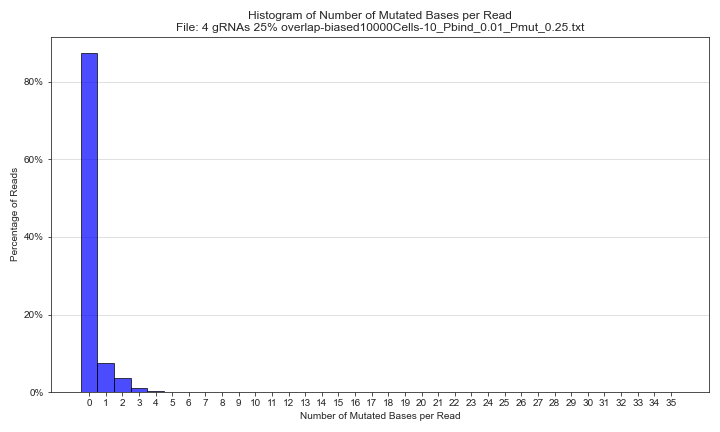 Histogram of Number of Mutated Bases per Read
File: 4 gRNAs 25% overlap-biased10000Cells-10_Pbind_0.01_Pmut_0.25.txt
Percentage of Reads
80%
60%
40%
20%
0%
0 1 2 3 4 5 6 7 8 9 10 11 12 13 14 15 16 17 18 19 20 21 22 23 24 25 26 27 28 29 30 31 32 33 34 35
Number of Mutated Bases per Read